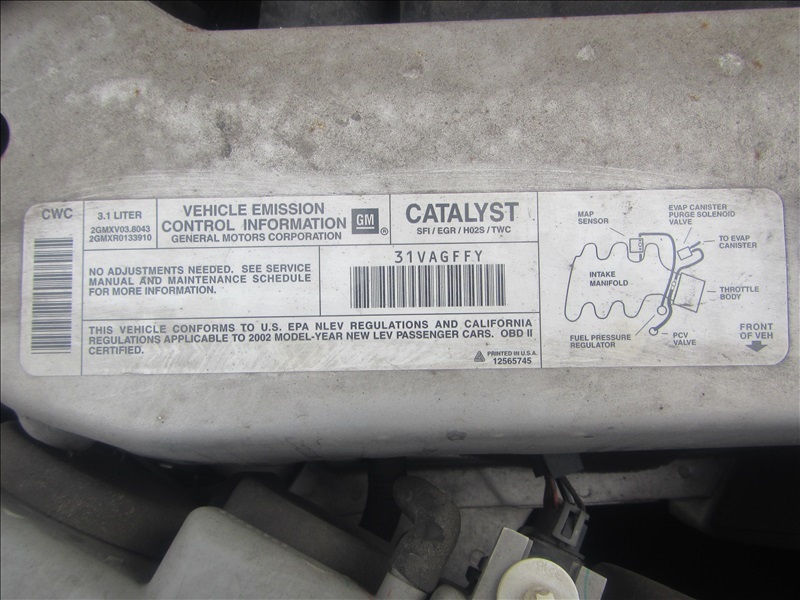 CWC
3.1 LITER
2GMXV03.8043
2GMXR0133910
VEHICLE EMISSION
CONTROL INFORMATION
GENERAL MOTORS CORPORATION
GM ®
CATALYST
SFI / EGR / H02S / TWC
NO ADJUSTMENTS NEEDED. SEE SERVICE
MANUAL AND MAINTENANCE SCHEDULE
FOR MORE INFORMATION.
31VAGFFY
THIS VEHICLE CONFORMS TO U.S. EPA NLEV REGULATIONS AND CALIFORNIA
REGULATIONS APPLICABLE TO 2002 MODEL-YEAR NEW LEV PASSENGER CARS. OBD II
CERTIFIED.
PRINTED IN U.S.A.
12565745
MAP
SENSOR
EVAP CANISTER
PURGE SOLENOID
VALVE
TO EVAP
CANISTER
INTAKE
MANIFOLD
THROTTLE
BODY
FUEL PRESSURE
REGULATOR
PCV
VALVE
FRONT
OF VEH